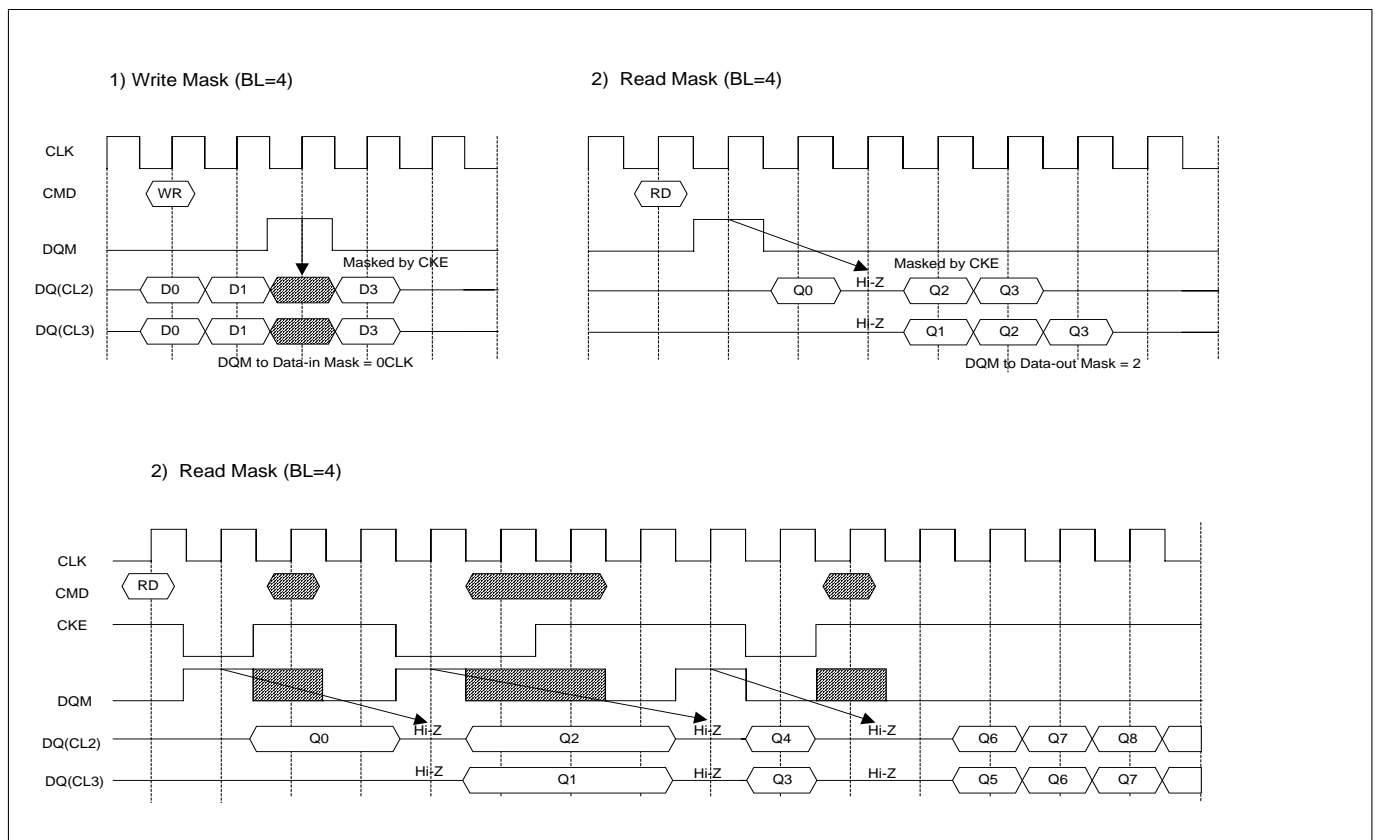 1) Write Mask (BL=4)
CLK
CMD
WR
DQM
Masked by CKE
DQ(CL2)
D0
D1
D3
DQ(CL3)
D0
D1
D3
DQM to Data-in Mask = 0CLK
2) Read Mask (BL=4)
RD
Masked by CKE
Q0
Hi-Z
Q2
Q3
Hi-Z
Q1
Q2
Q3
DQM to Data-out Mask = 2
2) Read Mask (BL=4)
CLK
CMD
RD
CKE
DQM
DQ(CL2)
Q0
Hi-Z
Q2
Hi-Z
Q4
Hi-Z
Q6
Q7
Q8
DQ(CL3)
Hi-Z
Q1
Hi-Z
Q3
Hi-Z
Q5
Q6
Q7